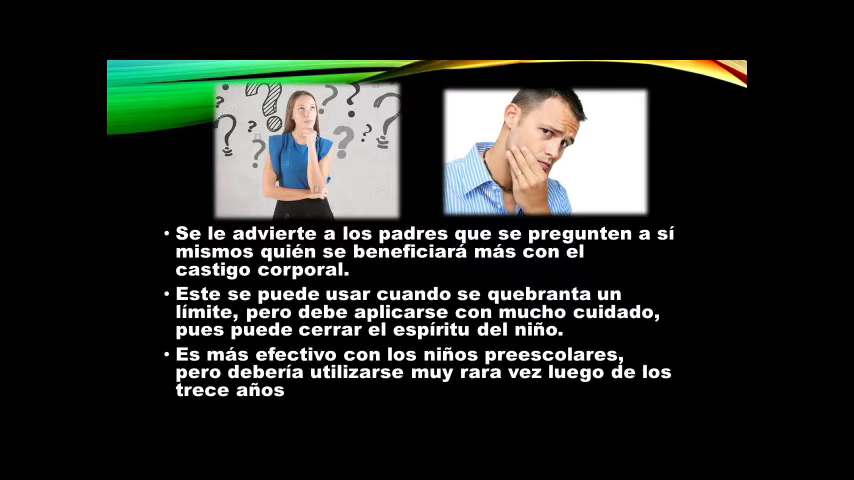 • Se le advierte a los padres que se pregunten a sí
mismos quién se beneficiará más con el
castigo corporal.
• Este se puede usar cuando se quebranta un
límite, pero debe aplicarse con mucho cuidado,
pues puede cerrar el espíritu del niño.
• Es más efectivo con los niños preescolares,
pero debería utilizarse muy rara vez luego de los
trece años